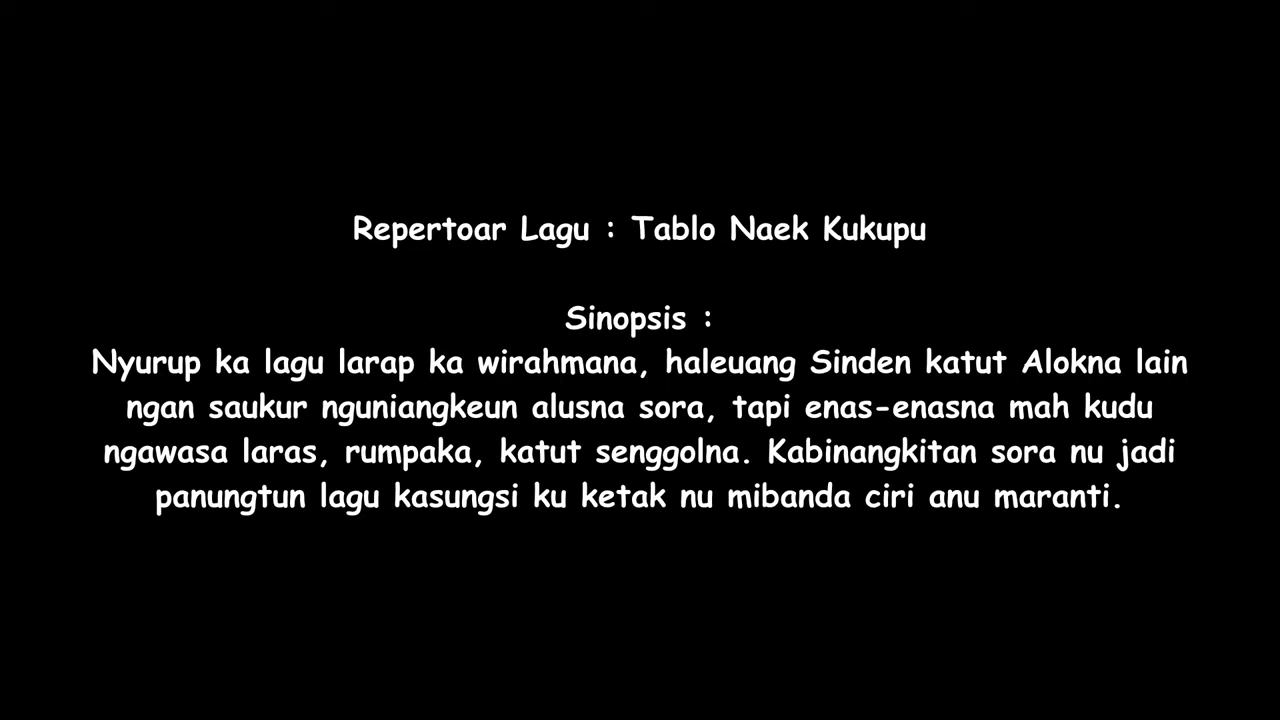 Repertoar Lagu : Tablo Naek Kukupu
Sinopsis :
Nyurup ka lagu larap ka wirahmana, haleuang Sinden katut Alokna lain
ngan saukur nguniangkeun alusna sora, tapi enas-enasna mah kudu
ngawasa laras, rumpaka, katut senggolna. Kabinangkitan sora nu jadi
panungtun lagu kasungsi ku ketak nu mibanda ciri anu maranti.